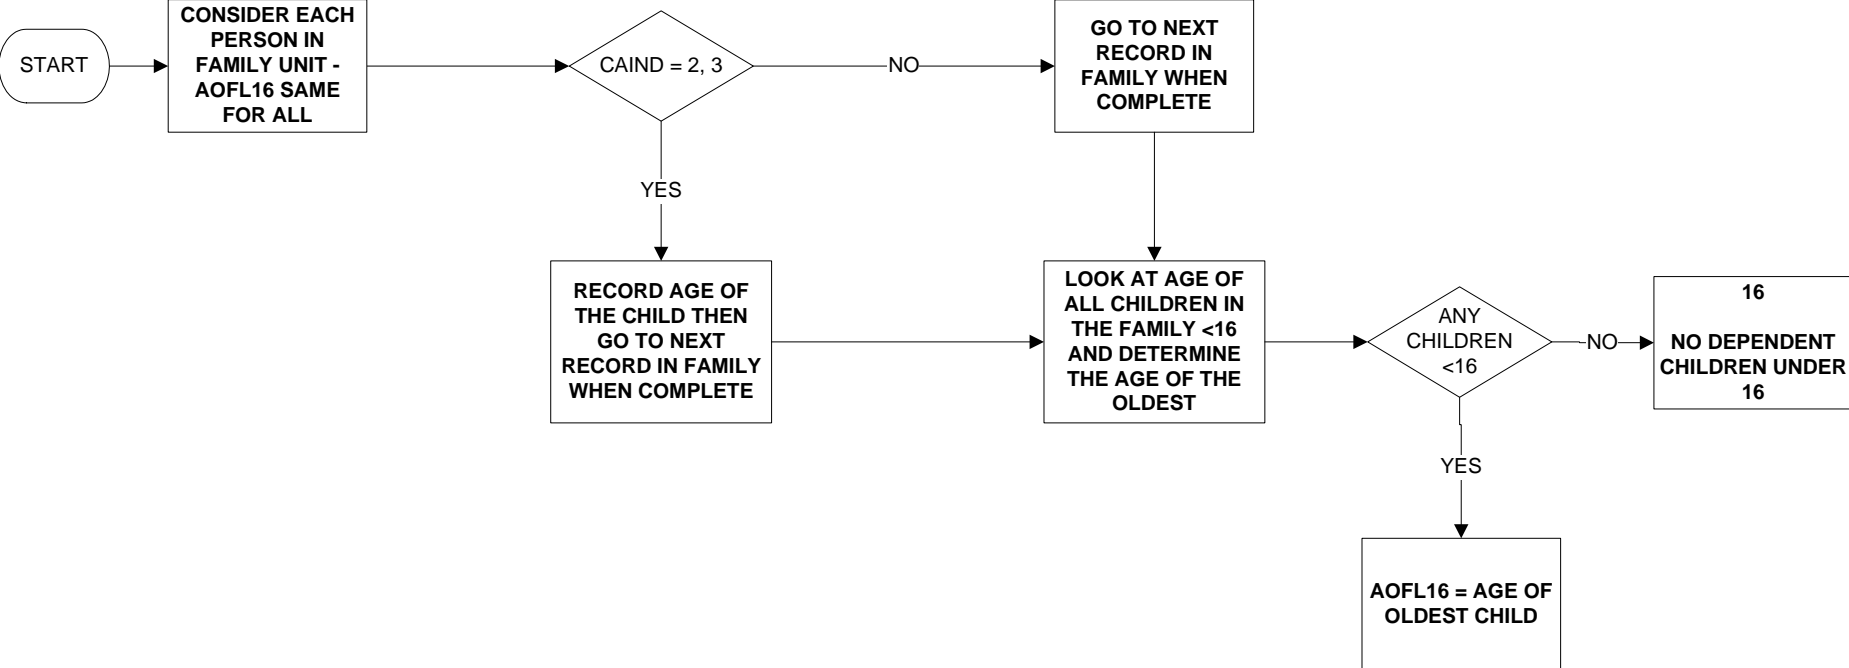 START
CONSIDER EACH
PERSON IN
FAMILY UNIT -
AOFL16 SAME
FOR ALL
CAIND = 2, 3
NO
GO TO NEXT
RECORD IN
FAMILY WHEN
COMPLETE
YES
RECORD AGE OF
THE CHILD THEN
GO TO NEXT
RECORD IN FAMILY
WHEN COMPLETE
LOOK AT AGE OF
ALL CHILDREN IN
THE FAMILY <16
AND DETERMINE
THE AGE OF THE
OLDEST
ANY
CHILDREN
<16
NO
16
NO DEPENDENT
CHILDREN UNDER
16
YES
AOFL16 = AGE OF
OLDEST CHILD